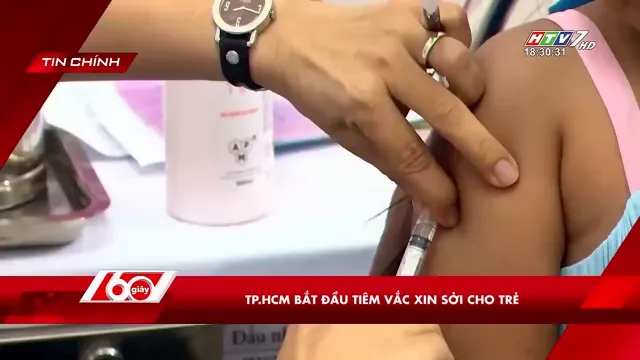 TIN CHÍNH
HTV7 HD
18:30:31
A P
M
60 giây
TP.HCM BẮT ĐẦU TIÊM VẮC XIN SỞI CHO TRẺ